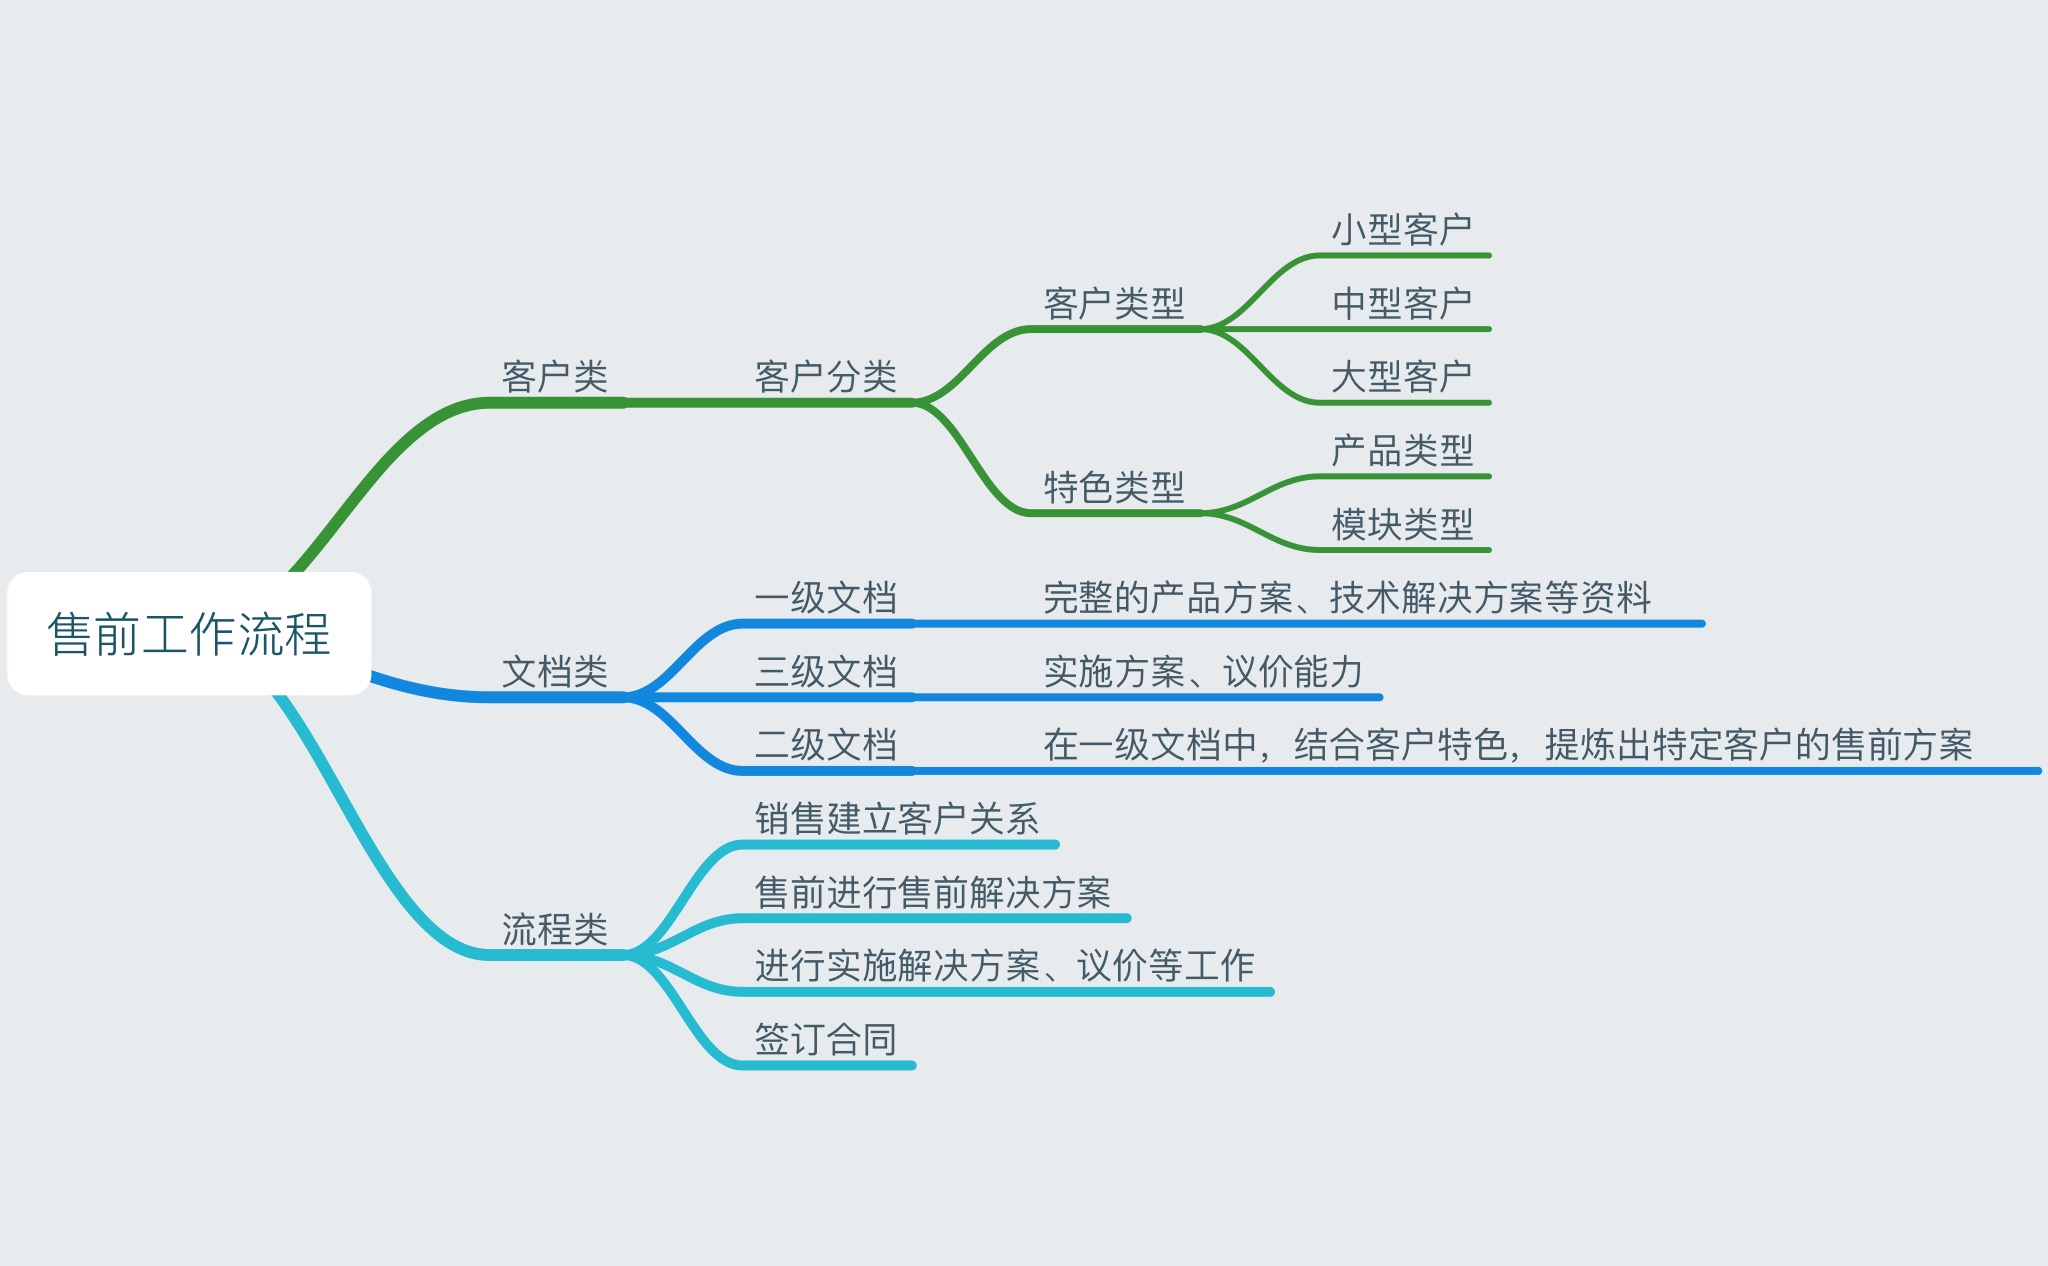 售前工作流程
客户类
客户分类
客户类型
小型客户
中型客户
大型客户
特色类型
产品类型
模块类型
文档类
一级文档
完整的产品方案、技术解决方案等资料
三级文档
实施方案、议价能力
二级文档
在一级文档中，结合客户特色，提炼出特定客户的售前方案
流程类
销售建立客户关系
售前进行售前解决方案
进行实施解决方案、议价等工作
签订合同